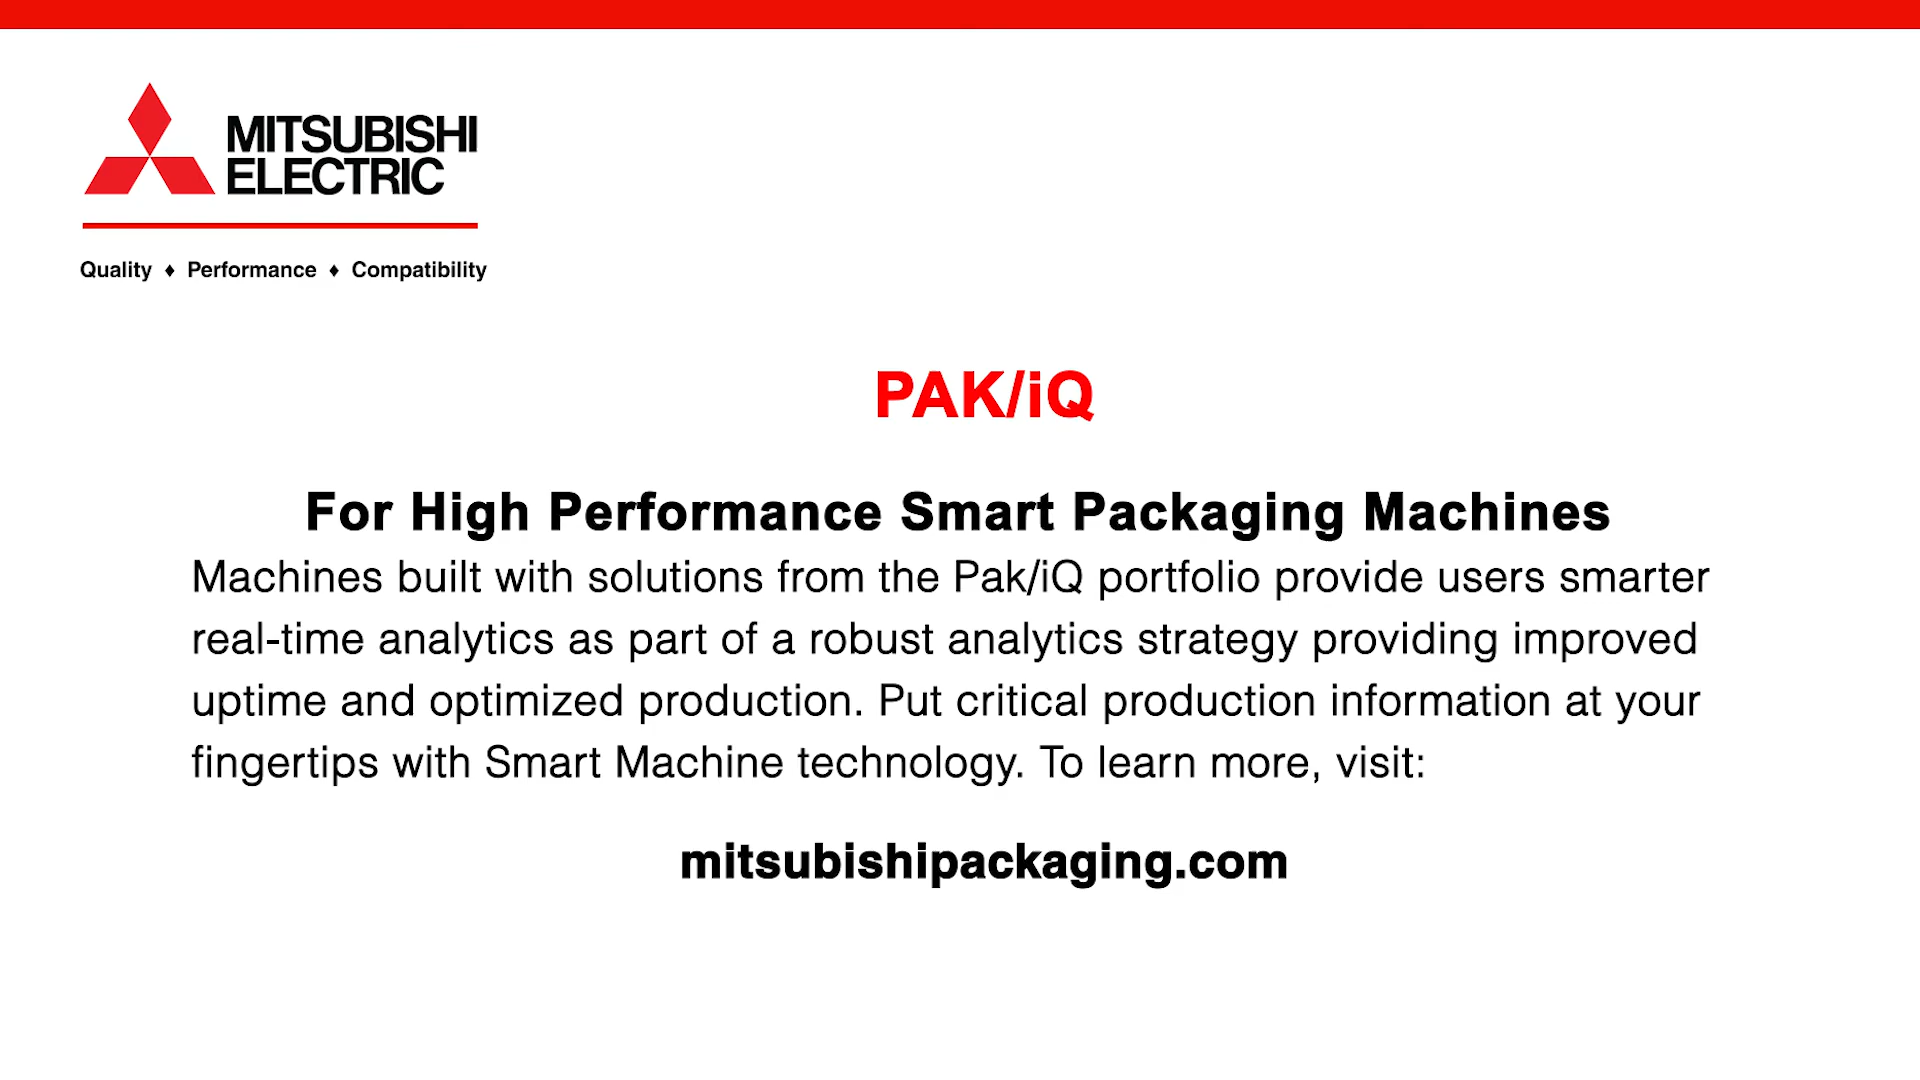 MITSUBISHI
ELECTRIC
Quality ♦ Performance ♦ Compatibility
PAK/iQ
For High Performance Smart Packaging Machines
Machines built with solutions from the Pak/iQ portfolio provide users smarter
real-time analytics as part of a robust analytics strategy providing improved
uptime and optimized production. Put critical production information at your
fingertips with Smart Machine technology. To learn more, visit:
mitsubishipackaging.com